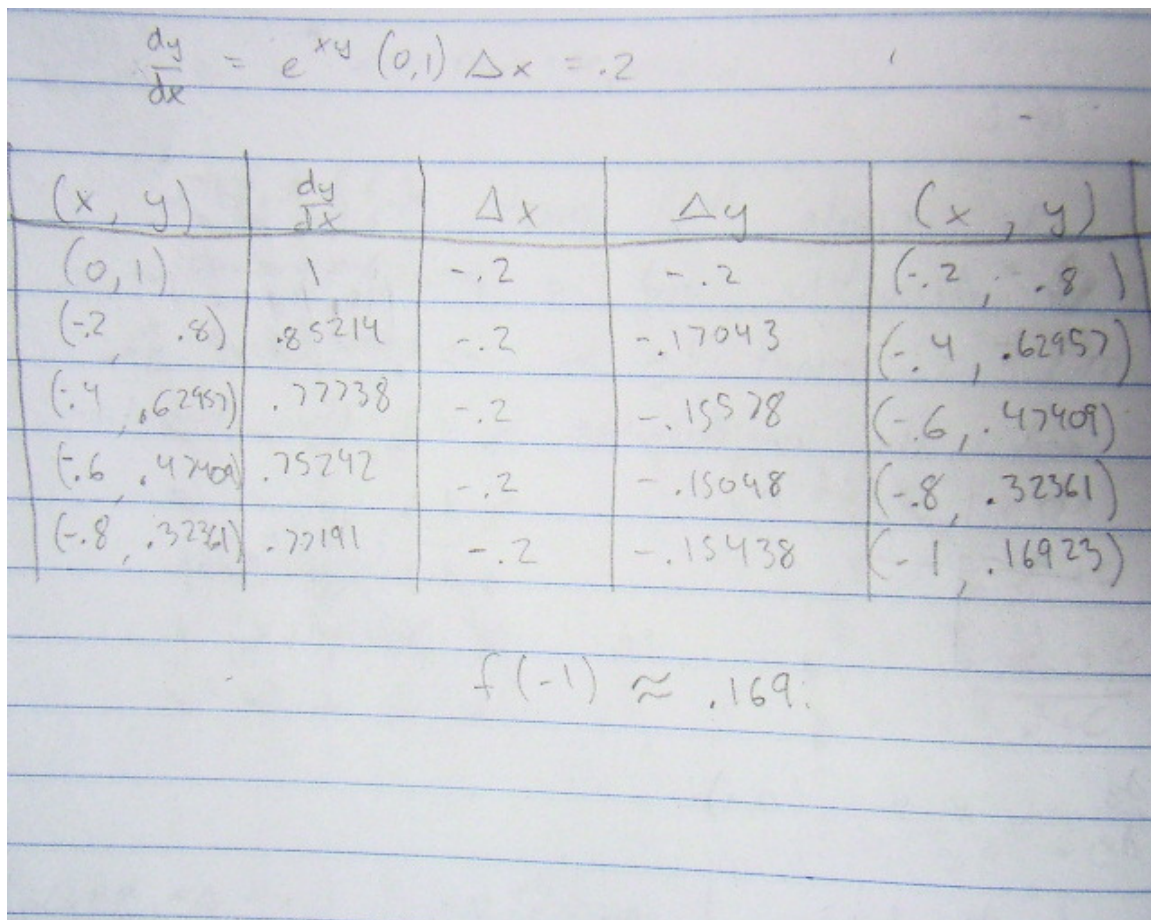 dy/dx = e^xy (0,1) Δx = .2
(x, y) dy/dx Δx Δy (x, y)
(0,1) 1 -.2 -.2 (-.2, .8)
(-.2, .8) .85214 -.2 -.17043 (-.4, .62957)
(-.4, .62957) .77738 -.2 -.15578 (-.6, .47409)
(-.6, .47409) .75242 -.2 -.15048 (-.8, .32361)
(-.8, .32361) .77191 -.2 -.15438 (-1, .16923)
f(-1) ≈ .169.